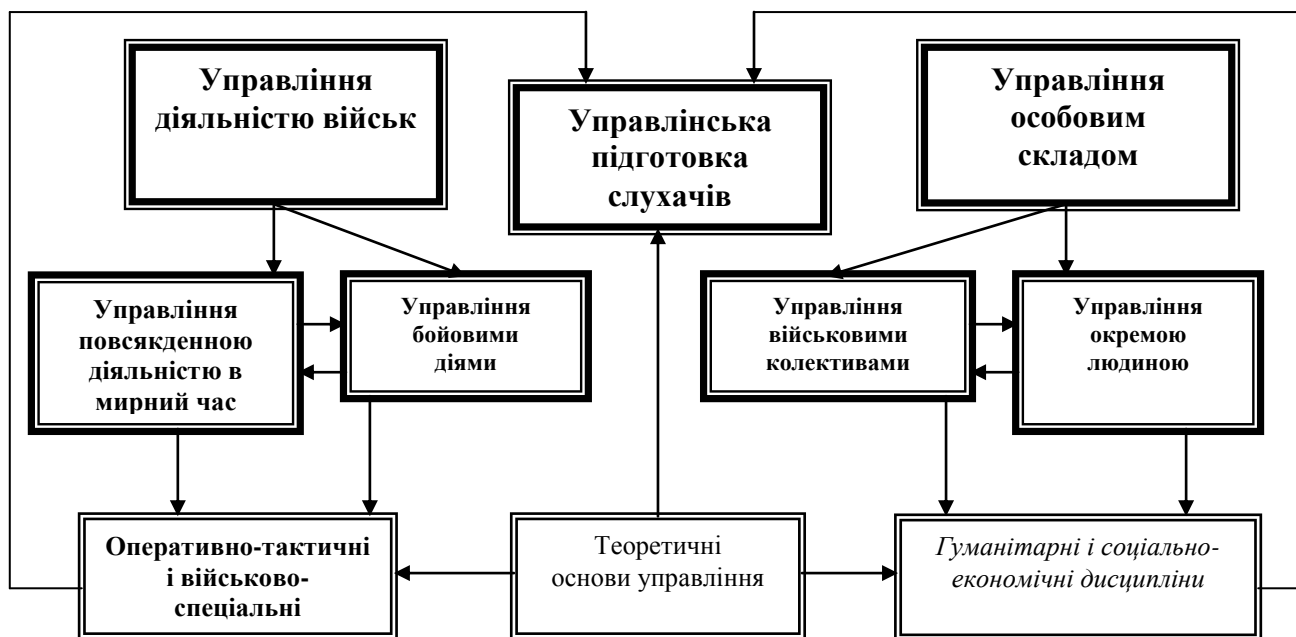 Управління
діяльністю військ
Управлінська
підготовка
слухачів
Управління
особовим
складом
Управління
повсякденною
діяльністю в
мирний час
Управління
бойовими
діями
Управління
військовими
колективами
Управління
окремою
людиною
Оперативно-тактичні
і військово-
спеціальні
Теоретичні
основи управління
Гуманітарні і соціально-
економічні дисципліни